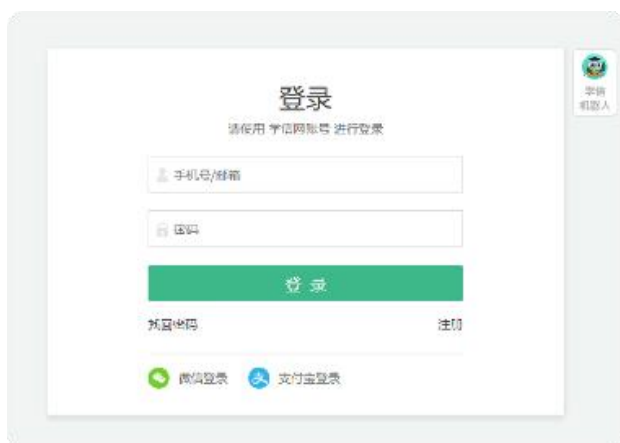 登录
请使用 学信网账号 进行登录
手机号/邮箱
密码
登 录
找回密码
注册
微信登录
支付宝登录
学信
机器人